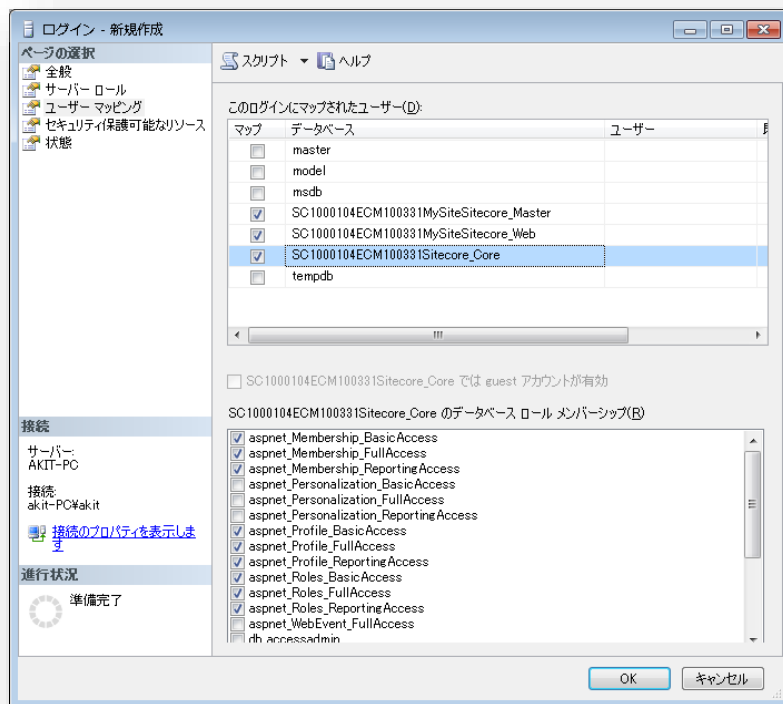 ログイン - 新規作成
ページの選択
全般
サーバー ロール
ユーザー マッピング
セキュリティ保護可能なリソース
状態
スクリプト
ヘルプ
このログインにマップされたユーザー(D):
マップ データベース ユーザー
master
model
msdb
SC1000104ECM100331MySiteSitecore_Master
SC1000104ECM100331MySiteSitecore_Web
SC1000104ECM100331Sitecore_Core
tempdb
SC1000104ECM100331Sitecore_Core では guest アカウントが有効
SC1000104ECM100331Sitecore_Core のデータベース ロール メンバーシップ(R)
aspnet_Membership_BasicAccess
aspnet_Membership_FullAccess
aspnet_Membership_ReportingAccess
aspnet_Personalization_BasicAccess
aspnet_Personalization_FullAccess
aspnet_Personalization_ReportingAccess
aspnet_Profile_BasicAccess
aspnet_Profile_FullAccess
aspnet_Profile_ReportingAccess
aspnet_Roles_BasicAccess
aspnet_Roles_FullAccess
aspnet_Roles_ReportingAccess
aspnet_WebEvent_FullAccess
db_accessadmin
接続
サーバー:
AKIT-PC
接続:
akit-PC¥akit
接続のプロパティを表示しま
す
進行状況
準備完了
OK
キャンセル